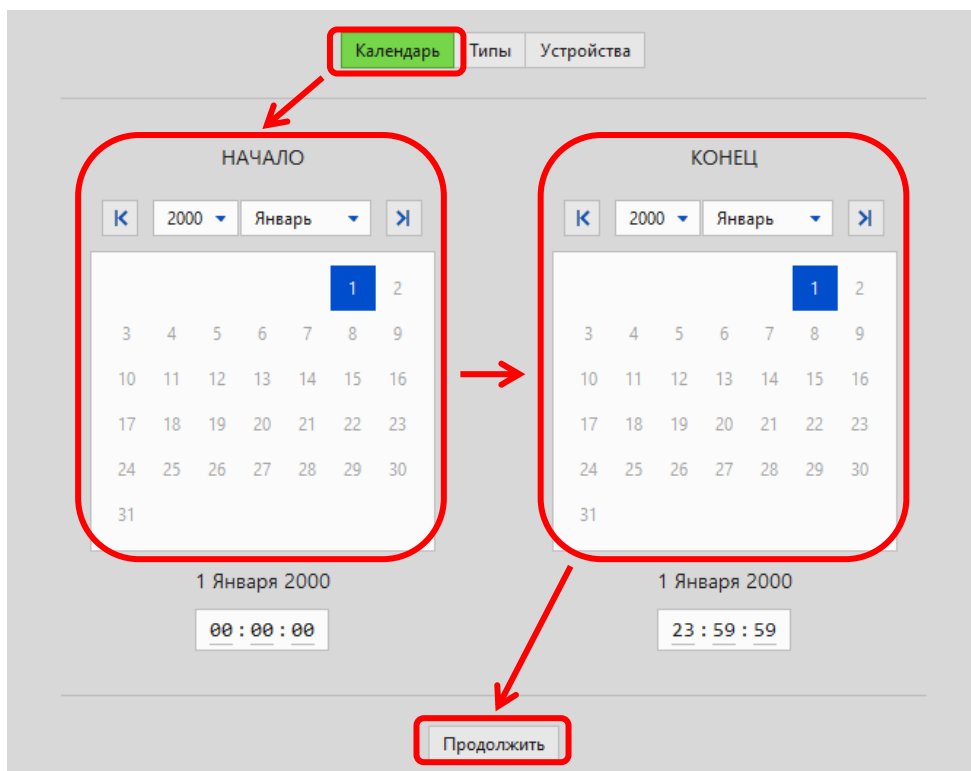 Календарь Типы Устройства
НАЧАЛО
2000 Январь
1 2
3 4 5 6 7 8 9
10 11 12 13 14 15 16
17 18 19 20 21 22 23
24 25 26 27 28 29 30
31
1 Января 2000
00 : 00 : 00
КОНЕЦ
2000 Январь
1 2
3 4 5 6 7 8 9
10 11 12 13 14 15 16
17 18 19 20 21 22 23
24 25 26 27 28 29 30
31
1 Января 2000
23 : 59 : 59
Продолжить